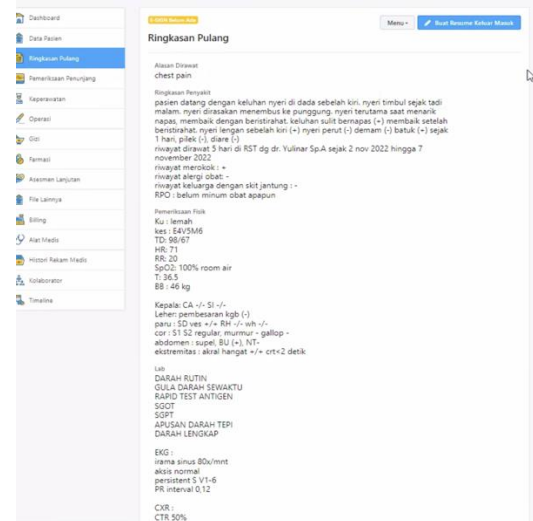 Dashboard
Data Pasien
Ringkasan Pulang
Pemeriksaan Penunjang
Keperawatan
Operasi
Gizi
Farmasi
Asesmen Lanjutan
File Lainnya
Billing
Alat Medis
Histori Rekam Medis
Kolaborator
Timeline
Menu
Buat Resume Keluar Masuk
Ringkasan Pulang
Alasan Dirawat
chest pain
Ringkasan Penyakit
pasien datang dengan keluhan nyeri di dada sebelah kiri. nyeri timbul sejak tadi
malam. nyeri dirasakan menembus ke punggung. nyeri terutama saat menarik
napas, membaik dengan beristirahat. keluhan sulit bernapas (+) membaik setelah
beristirahat. nyeri lengan sebelah kiri (+) nyeri perut (-) demam (-) batuk (+) sejak
1 hari, pilek (-), diare (-)
riwayat dirawat 5 hari di RST dg dr. Yulinar Sp.A sejak 2 nov 2022 hingga 7
november 2022
riwayat merokok : +
riwayat alergi obat: -
riwayat keluarga dengan skit jantung : -
RPO : belum minum obat apapun
Pemeriksaan Fisik
Ku : lemah
kes : E4V5M6
TD: 98/67
HR: 71
RR: 20
SpO2: 100% room air
T: 36.5
BB : 46 kg
Kepala: CA -/- SI -/-
Leher: pembesaran kgb (-)
paru : SD ves +/+ RH -/- wh -/-
cor : S1 S2 regular, murmur - gallop -
abdomen : supel, BU (+), NT-
ekstremitas : akral hangat +/+ crt<2 detik
Lab
DARAH RUTIN
GULA DARAH SEWAKTU
RAPID TEST ANTIGEN
SGOT
SGPT
APUSAN DARAH TEPI
DARAH LENGKAP
EKG :
irama sinus 80x/mnt
aksis normal
persistent S V1-6
PR interval 0,12
CXR :
CTR 50%